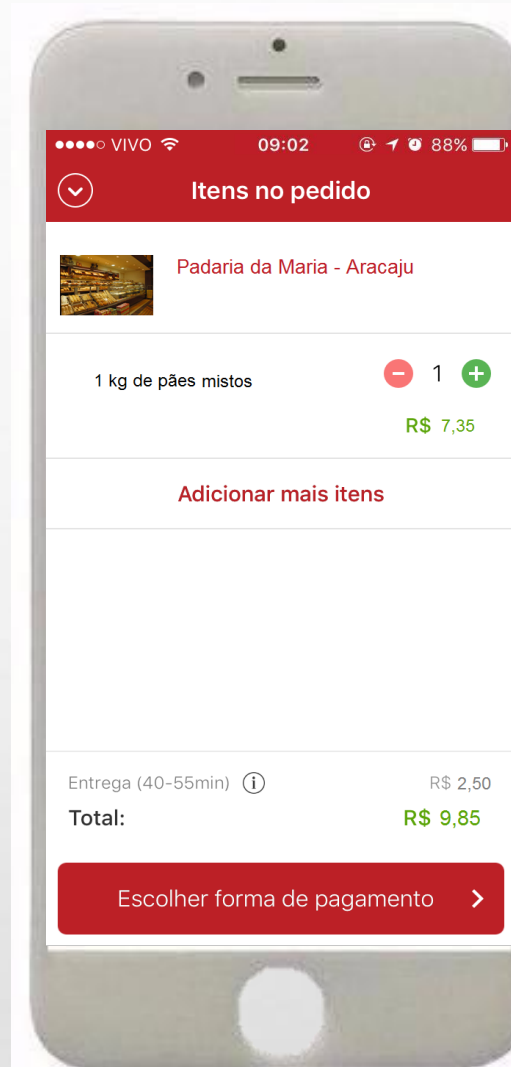 VIVO 09:02 88%
Itens no pedido
Padaria da Maria - Aracaju
1 kg de pães mistos
1
R$ 7,35
Adicionar mais itens
Entrega (40-55min) i R$ 2,50
Total: R$ 9,85
Escolher forma de pagamento